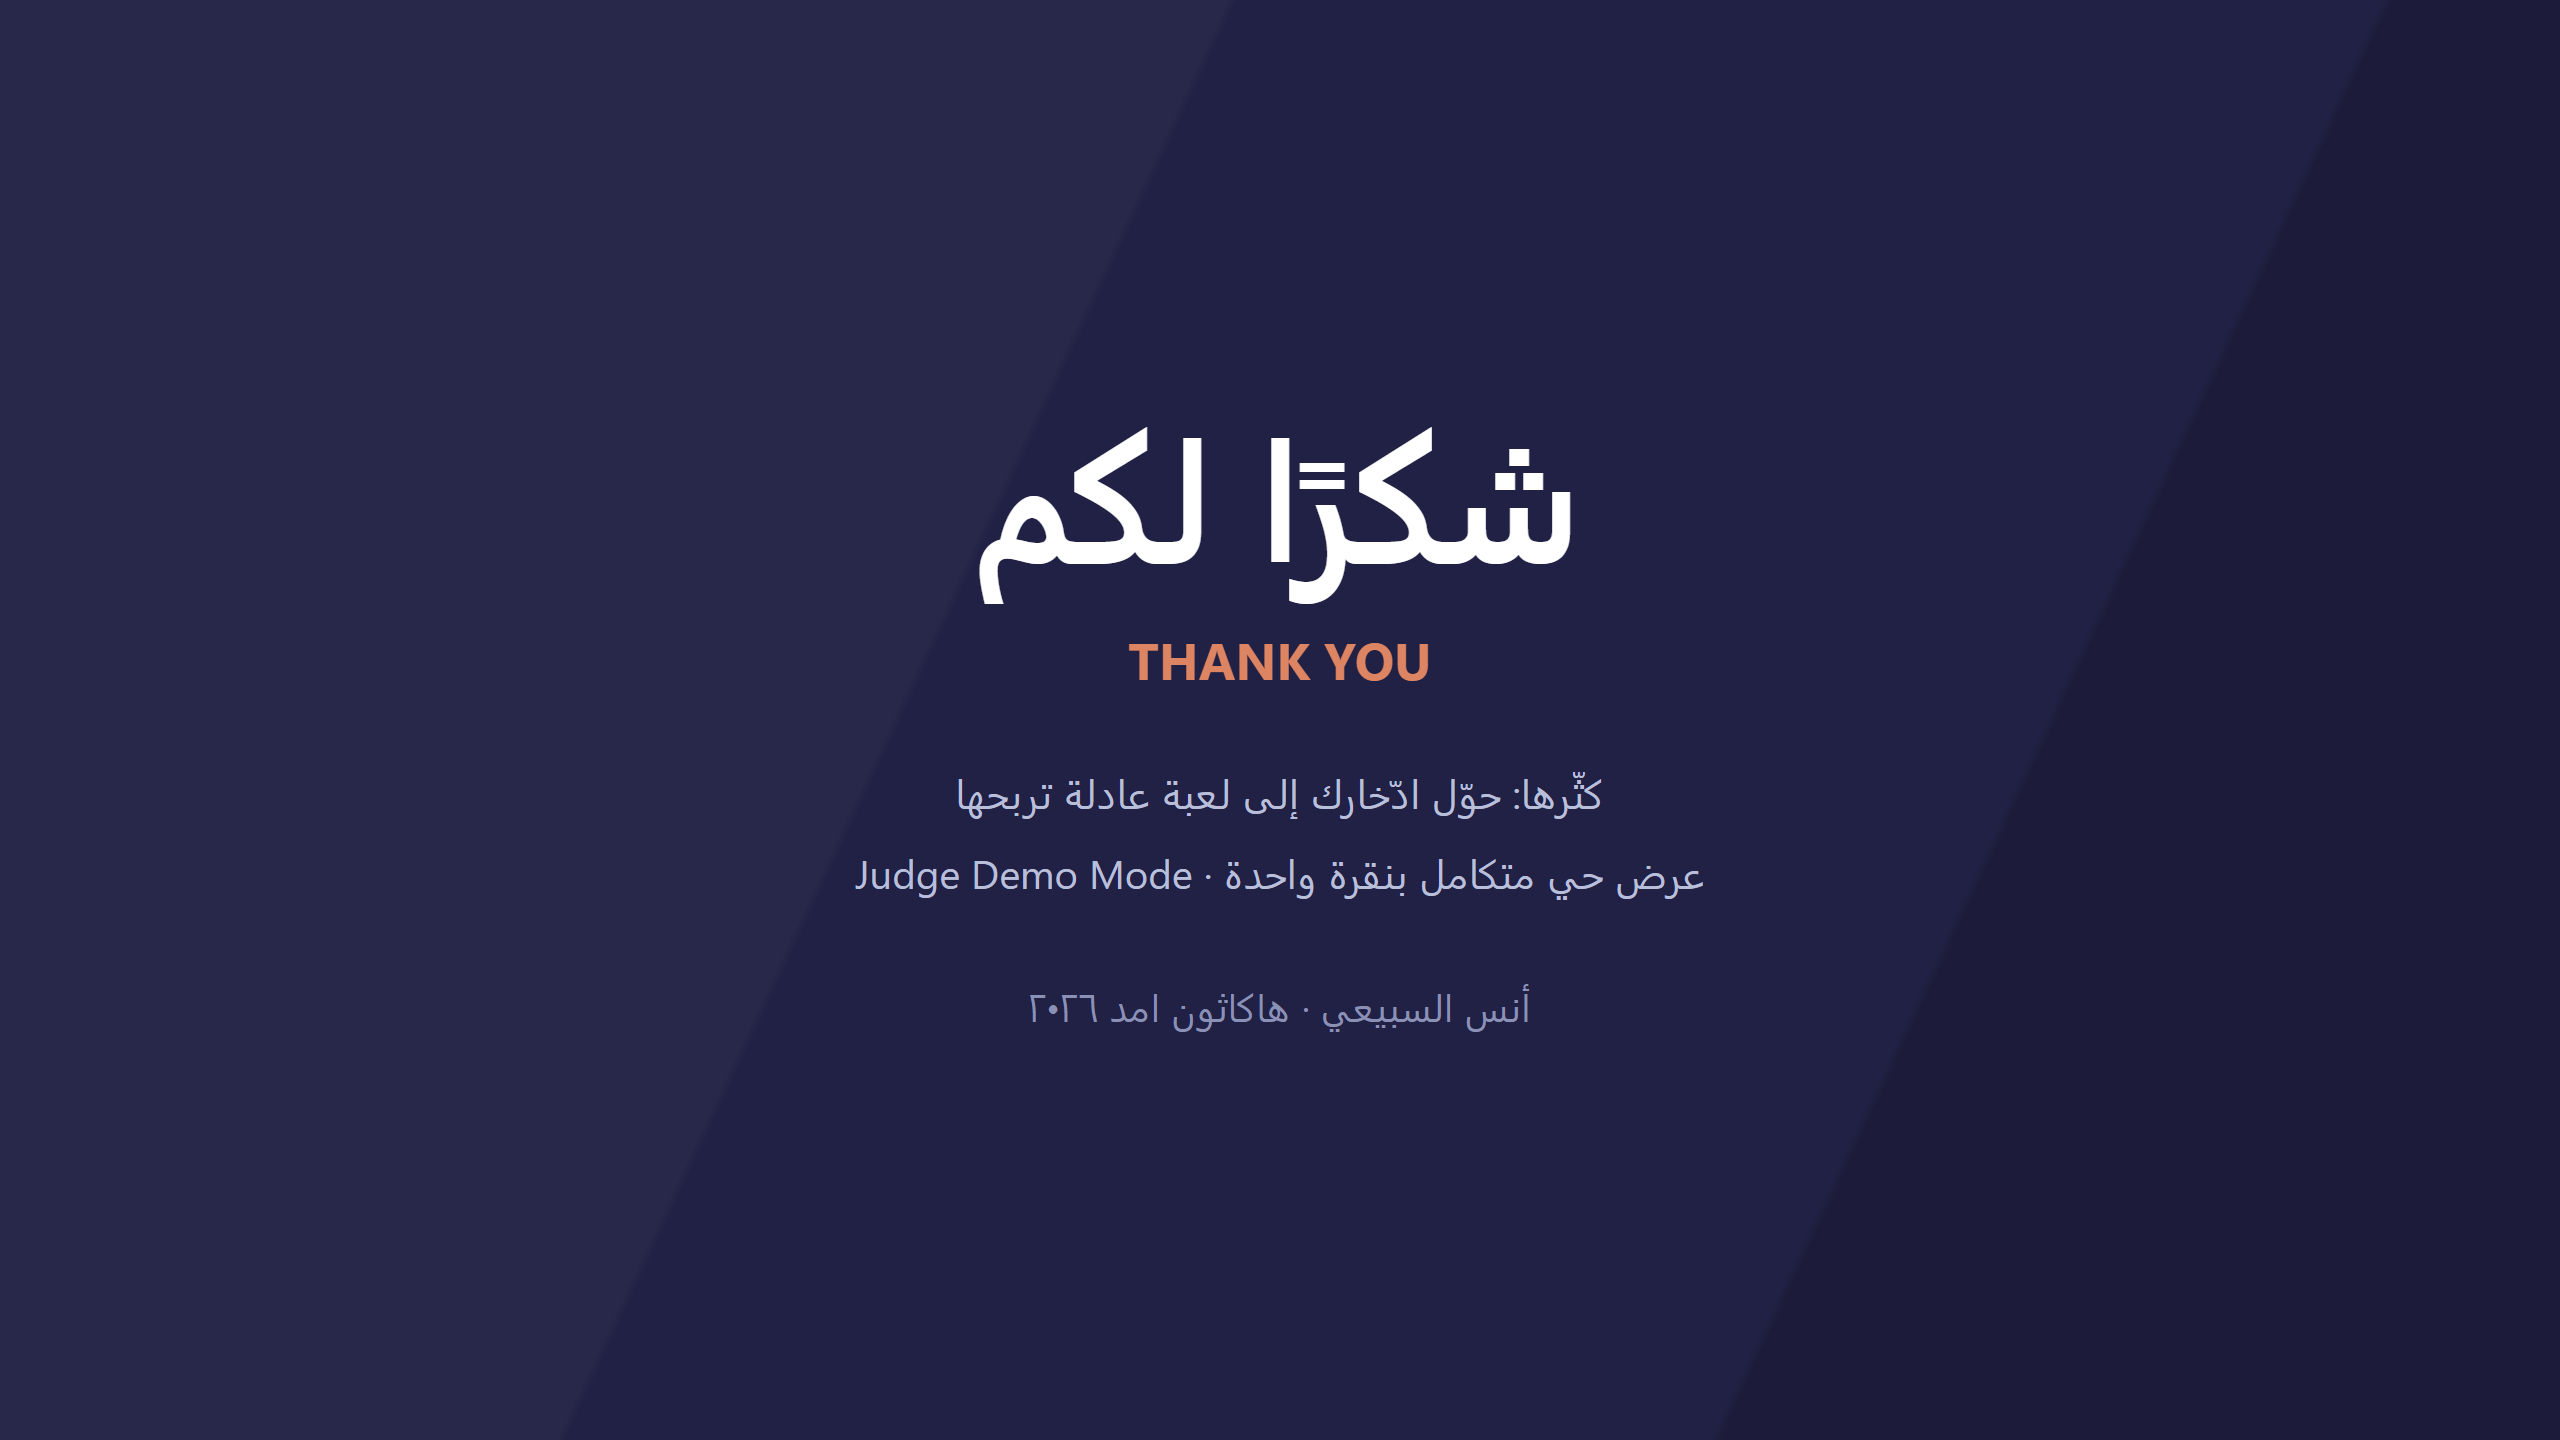 شكرًا لكم
THANK YOU
كثّرها: حوّل ادّخارك إلى لعبة عادلة تربحها
عرض حي متكامل بنقرة واحدة · Judge Demo Mode
أنس السبيعي · هاكاثون امد ٢٠٢٦